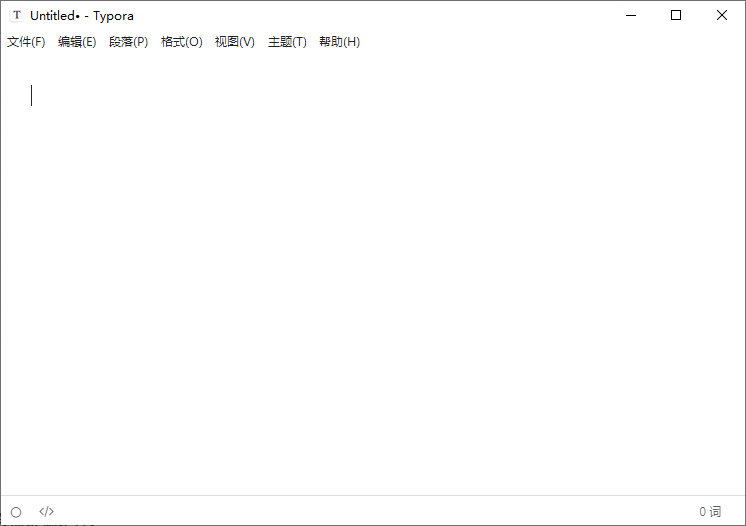 T Untitled• - Typora
文件(F) 编辑(E) 段落(P) 格式(O) 视图(V) 主题(T) 帮助(H)
</> 0 词